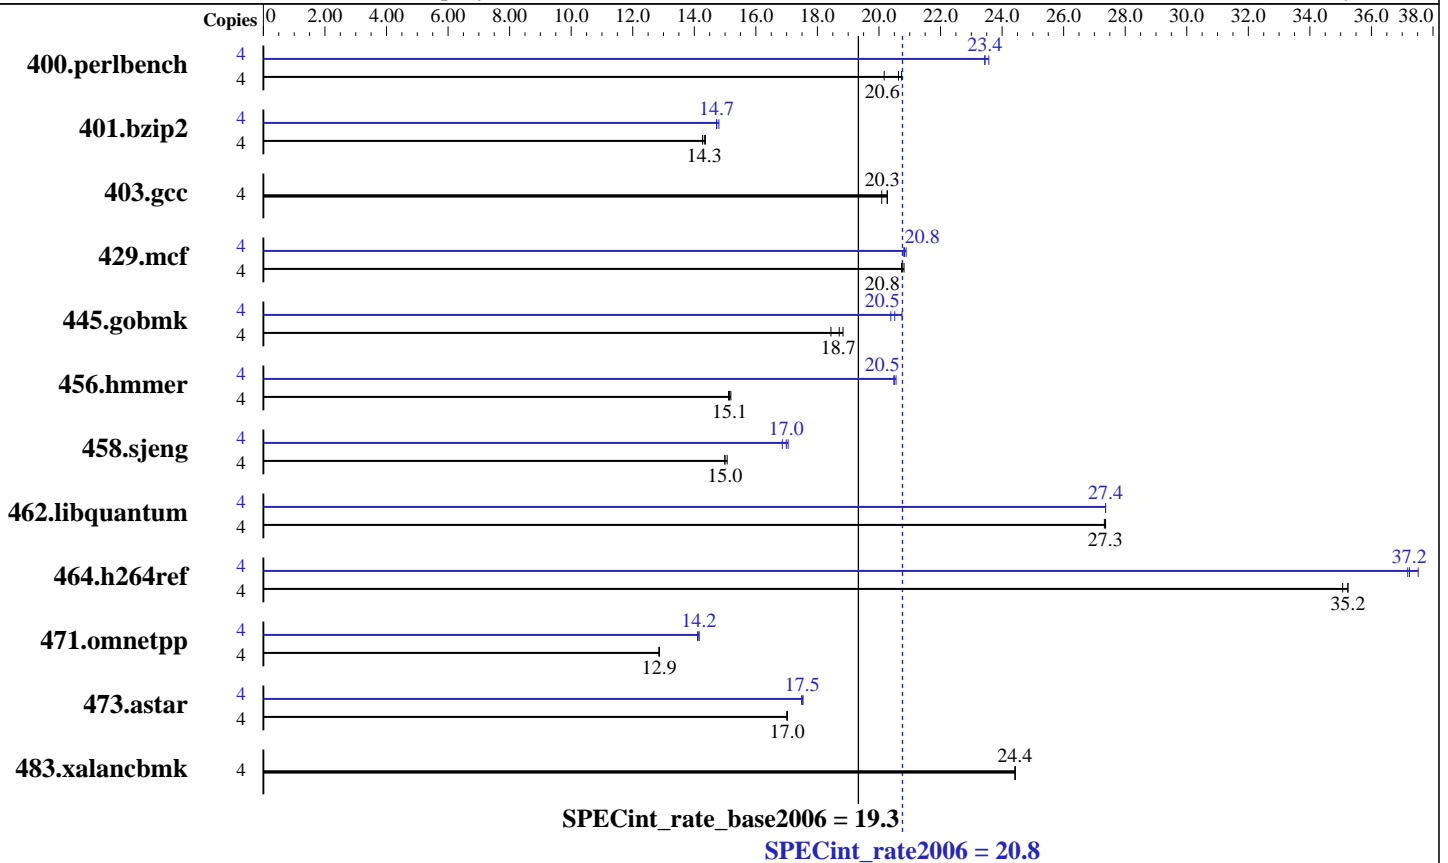 Copies 0 2.00 4.00 6.00 8.00 10.0 12.0 14.0 16.0 18.0 20.0 22.0 24.0 26.0 28.0 30.0 32.0 34.0 36.0 38.0
400.perlbench 4 23.4
4 20.6
401.bzip2 4 14.7
4 14.3
403.gcc 4 20.3
429.mcf 4 20.8
4 20.8
445.gobmk 4 20.5
4 18.7
456.hmmer 4 20.5
4 15.1
458.sjeng 4 17.0
4 15.0
462.libquantum 4 27.4
4 27.3
464.h264ref 4 37.2
4 35.2
471.omnetpp 4 14.2
4 12.9
473.astar 4 17.5
4 17.0
483.xalancbmk 4 24.4
SPECint_rate_base2006 = 19.3
SPECint_rate2006 = 20.8